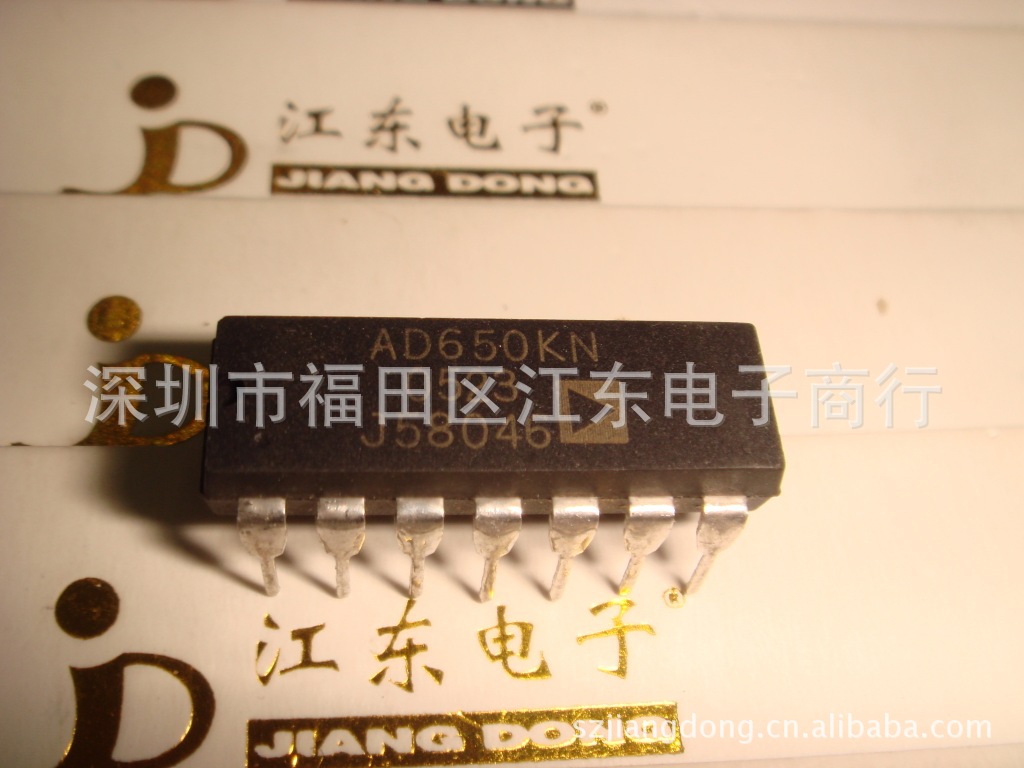 江东电子®
JIANG DONG
AD650KN
深圳市福田区江东电子商行
J58046
江东电子®
JIANG DONG
szjiangdong.cn.alibaba.com